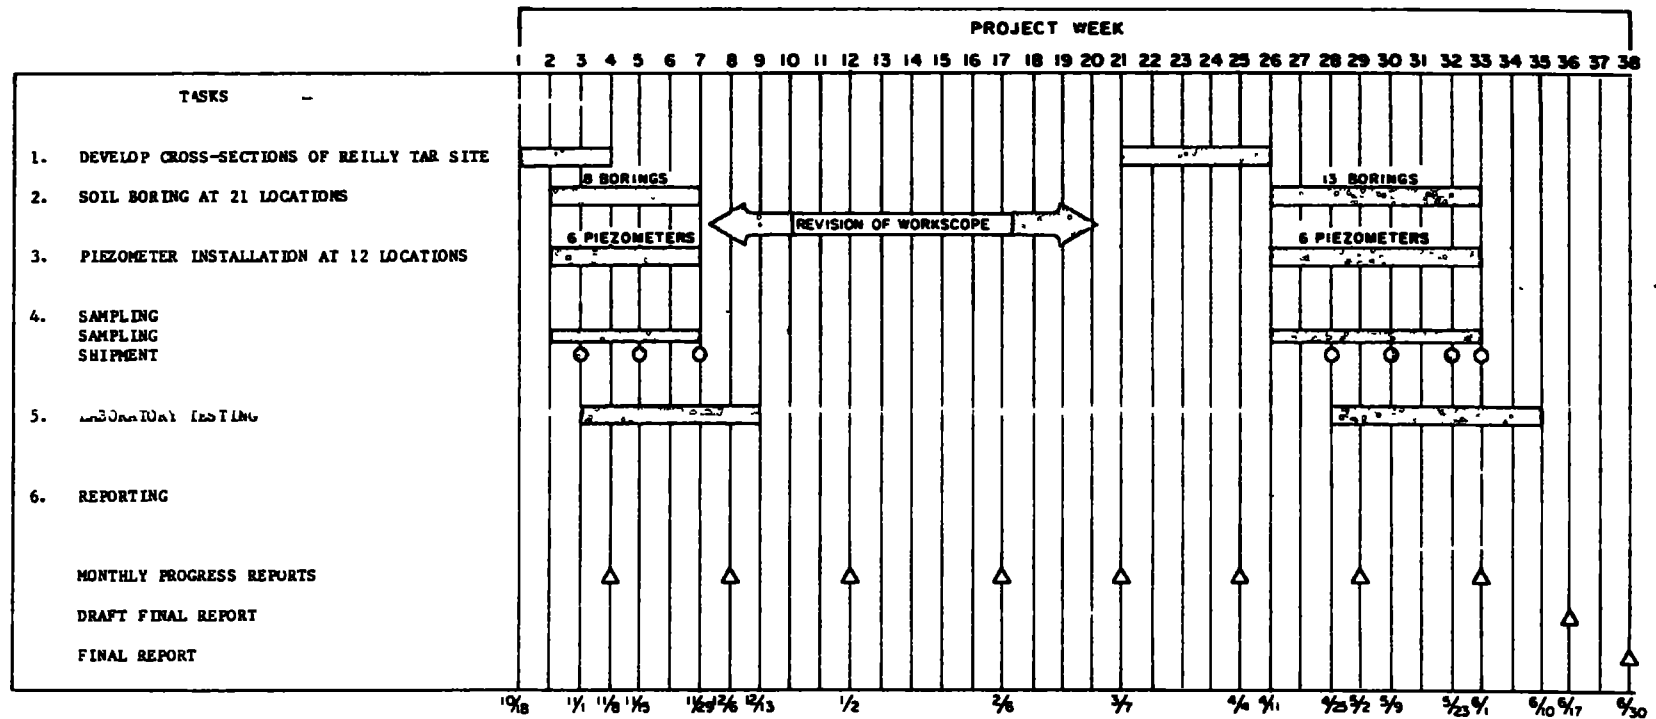 PROJECT WEEK
1 2 3 4 5 6 7 8 9 10 11 12 13 14 15 16 17 18 19 20 21 22 23 24 25 26 27 28 29 30 31 32 33 34 35 36 37 38
TASKS
1. DEVELOP CROSS-SECTIONS OF REILLY TAR SITE
8 BORINGS 13 BORINGS
2. SOIL BORING AT 21 LOCATIONS
REVISION OF WORKSCOPE
6 PIEZOMETERS 6 PIEZOMETERS
3. PIEZOMETER INSTALLATION AT 12 LOCATIONS
4. SAMPLING
SAMPLING
SHIPMENT
5. LABORATORY TESTING
6. REPORTING
MONTHLY PROGRESS REPORTS
DRAFT FINAL REPORT
FINAL REPORT
10/18 11/1 11/8 11/15 11/29 12/6 12/13 1/2 2/6 3/7 4/4 4/11 4/25 5/2 5/9 5/23 6/1 6/10 6/17 6/30